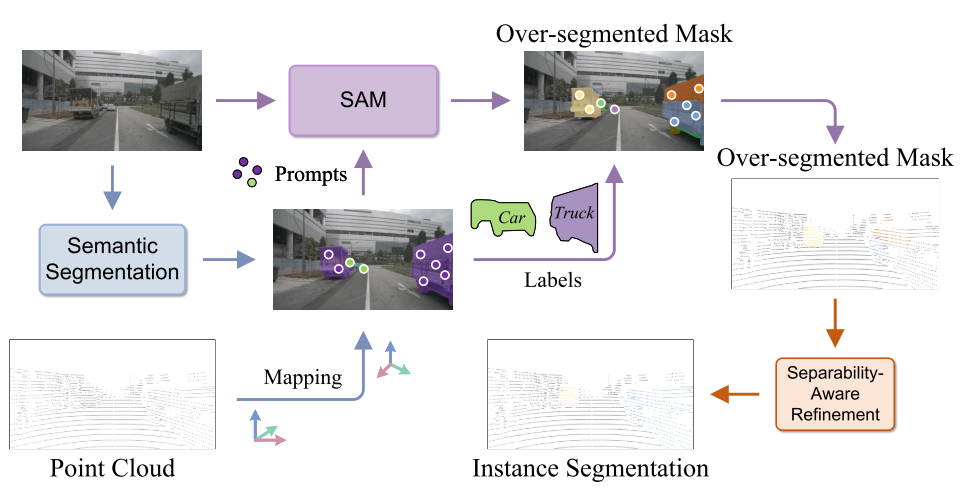 Over-segmented Mask
SAM
Prompts
Over-segmented Mask
Car
Truck
Semantic
Segmentation
Labels
Mapping
Separability-
Aware
Refinement
Point Cloud
Instance Segmentation